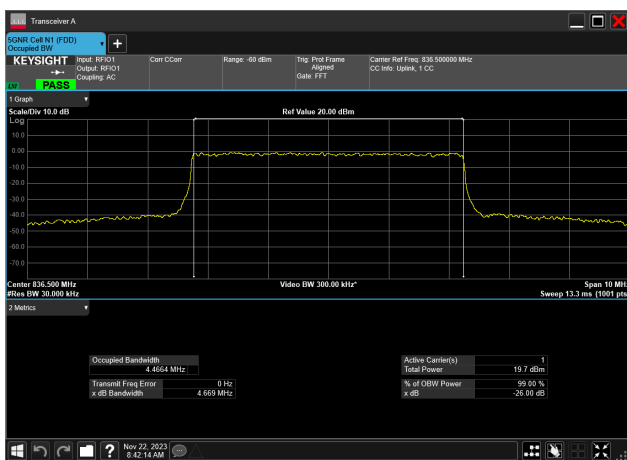 Transceiver A
5GNR Cell N1 (FDD)
Occupied BW
KEYSIGHT
PASS
Input: RFIO1
Output: RFIO1
Coupling: AC
Corr CCorr
Range: -60 dBm
Trig: Prot Frame
Aligned
Gate: FFT
Carrier Ref Freq: 836.500000 MHz
CC Info: Uplink, 1 CC
1 Graph
Scale/Div 10.0 dB
Ref Value 20.00 dBm
Log
10.0
0.00
-10.0
-20.0
-30.0
-40.0
-50.0
-60.0
-70.0
Center 836.500 MHz
Video BW 300.00 kHz*
Span 10 MHz
#Res BW 30.000 kHz
Sweep 13.3 ms (1001 pts
2 Metrics
Occupied Bandwidth
4.4664 MHz
Active Carrier(s) 1
Total Power 19.7 dBm
Transmit Freq Error 0 Hz
x dB Bandwidth 4.669 MHz
% of OBW Power 99.00 %
x dB -26.00 dB
Nov 22, 2023
8:42:14 AM